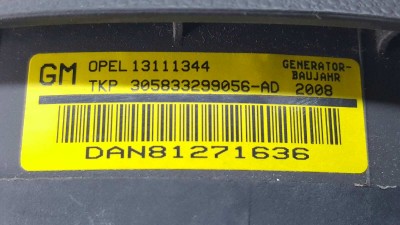 GM OPEL 13111344 GENERATOR-
BAUJAHR
TKP 305833299056-AD 2008
DAN81271636